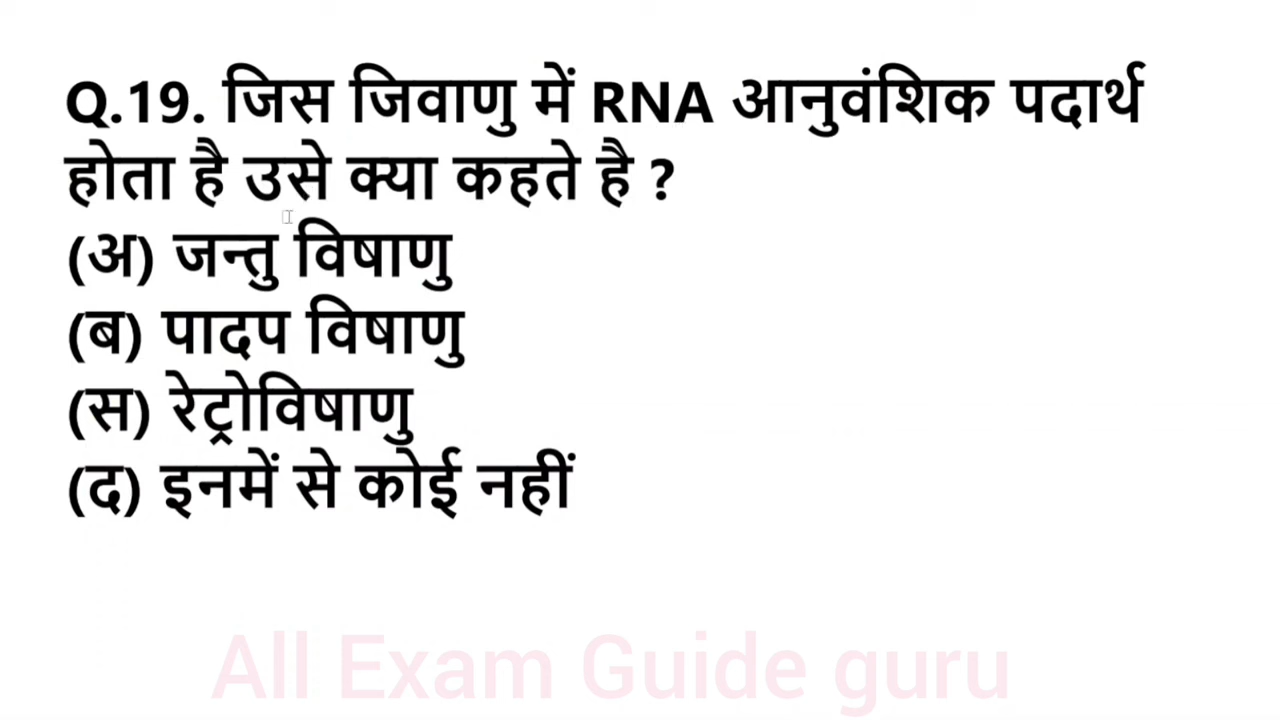 Q.19. जिस जिवाणु में RNA आनुवंशिक पदार्थ
होता है उसे क्या कहते है ?
(अ) जन्तु विषाणु
(ब) पादप विषाणु
(स) रेट्रोविषाणु
(द) इनमें से कोई नहीं
All Exam Guide guru